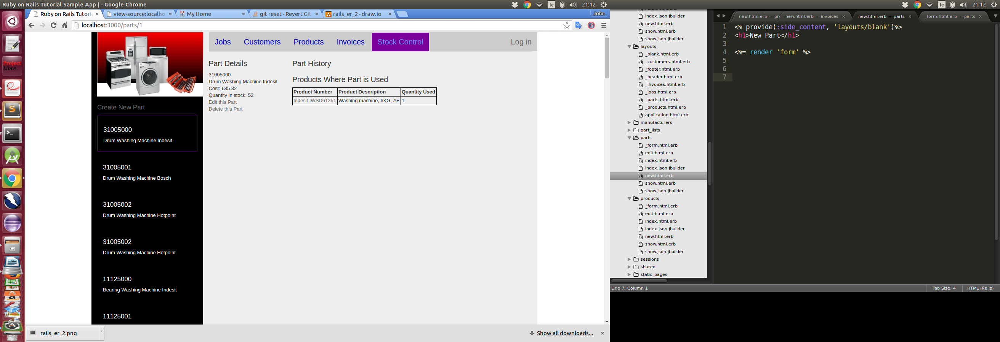 Ruby on Rails Tutorial Sample App | - Google Chrome
Ie
21:12
Ie
21:12
Ruby on Rails Tutoria
view-source:localho
My Home
git reset - Revert Git
rails_er_2 - draw.io
John
localhost:3000/parts/1
Project
Libre
Jobs
Customers
Products
Invoices
Stock Control
Log in
Create New Part
31005000
Drum Washing Machine Indesit
31005001
Drum Washing Machine Bosch
31005002
Drum Washing Machine Hotpoint
31005002
Drum Washing Machine Hotpoint
11125000
Bearing Washing Machine Indesit
11125001
Part Details
31005000
Drum Washing Machine Indesit
Cost: €85.32
Quantity in stock: 52
Edit this Part
Delete this Part
Part History
Products Where Part is Used
Product Number Product Description Quantity Used
Indesit IWSD61251 Washing machine, 6KG, A+ 1
rails_er_2.png
Show all downloads...
index.html.erb
index.json.jbuilder
new.html.erb
show.html.erb
show.json.jbuilder
layouts
_blank.html.erb
_customers.html.erb
_footer.html.erb
_header.html.erb
_invoices.html.erb
_jobs.html.erb
_parts.html.erb
_products.html.erb
application.html.erb
manufacturers
part_lists
parts
_form.html.erb
edit.html.erb
index.html.erb
index.json.jbuilder
new.html.erb
show.html.erb
show.json.jbuilder
products
_form.html.erb
edit.html.erb
index.html.erb
index.json.jbuilder
new.html.erb
show.html.erb
show.json.jbuilder
sessions
shared
static_pages
new.html.erb — pro
new.html.erb — invoices
new.html.erb — parts
_form.html.erb — parts
1 <% provide(:side_content, 'layouts/blank')%>
2 <h1>New Part</h1>
3
4 <%= render 'form' %>
5
6
7
Line 7, Column 1
Tab Size: 4
HTML (Rails)